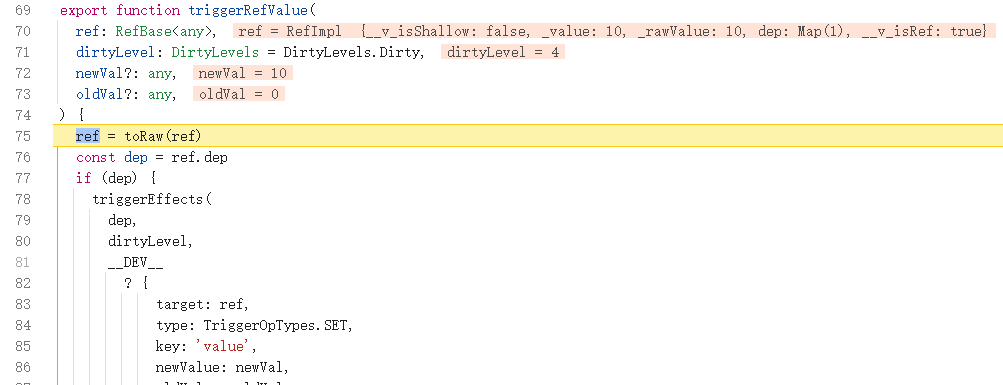 69 export function triggerRefValue(
70 ref: RefBase<any>, ref = RefImpl {__v_isShallow: false, _value: 10, _rawValue: 10, dep: Map(1), __v_isRef: true}
71 dirtyLevel: DirtyLevels = DirtyLevels.Dirty, dirtyLevel = 4
72 newVal?: any, newVal = 10
73 oldVal?: any, oldVal = 0
74 ) {
75 ref = toRaw(ref)
76 const dep = ref.dep
77 if (dep) {
78 triggerEffects(
79 dep,
80 dirtyLevel,
81 __DEV__
82 ? {
83 target: ref,
84 type: TriggerOpTypes.SET,
85 key: 'value',
86 newValue: newVal,